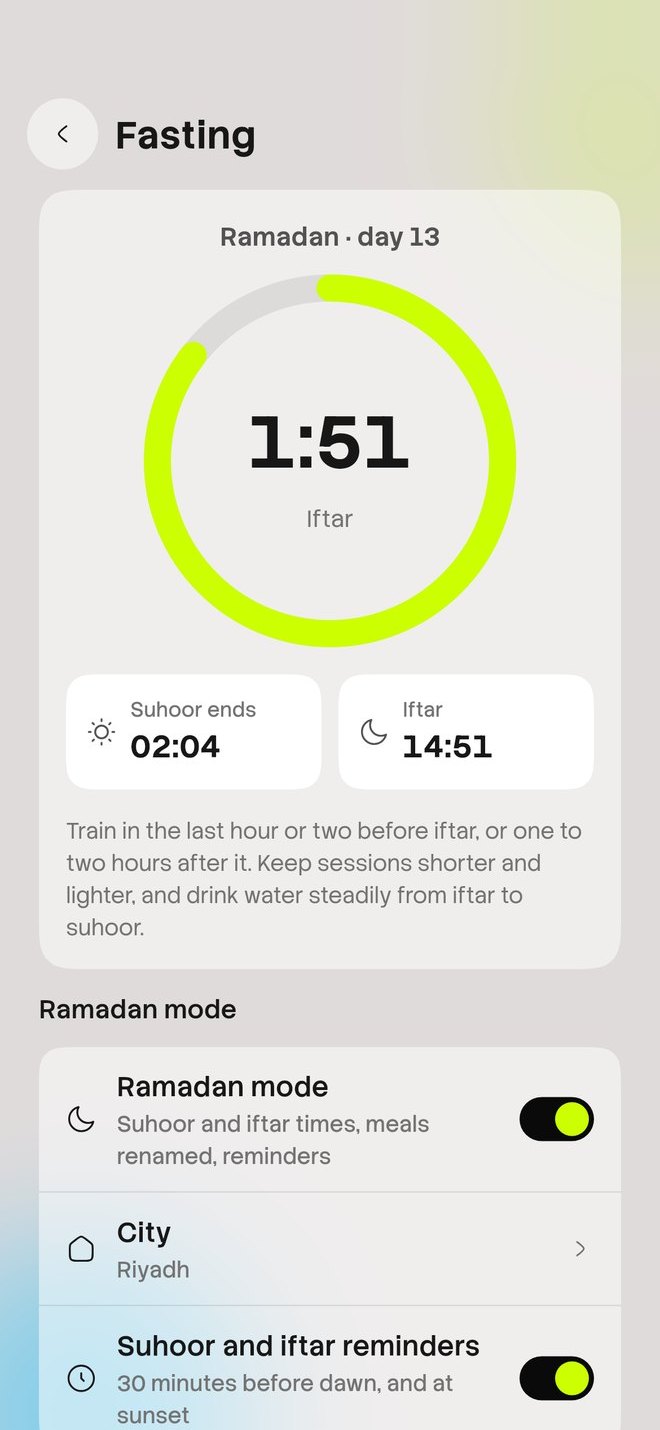 Fasting
Ramadan · day 13
1:51
Iftar
Suhoor ends
02:04
Iftar
14:51
Train in the last hour or two before iftar, or one to
two hours after it. Keep sessions shorter and
lighter, and drink water steadily from iftar to
suhoor.
Ramadan mode
Ramadan mode
Suhoor and iftar times, meals
renamed, reminders
City
Riyadh
Suhoor and iftar reminders
30 minutes before dawn, and at
sunset